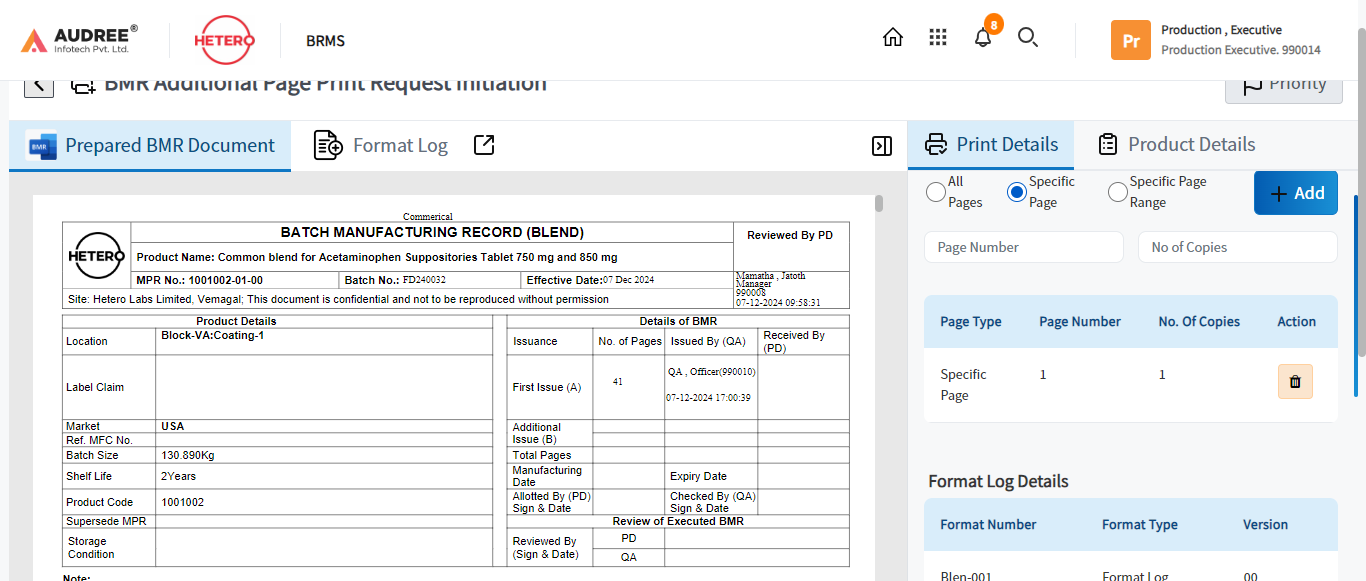 AUDREE®
Infotech Pvt. Ltd.
HETERO
BRMS
8
Pr
Production , Executive
Production Executive. 990014
BMR Additional Page Print Request Initiation
Priority
BMR
Prepared BMR Document
Format Log
Print Details
Product Details
Commerical
HETERO
BATCH MANUFACTURING RECORD (BLEND)
Reviewed By PD
Product Name: Common blend for Acetaminophen Suppositories Tablet 750 mg and 850 mg
MPR No.: 1001002-01-00
Batch No.: FD240032
Effective Date:07 Dec 2024
Mamatha , Jatoth
Manager
990008
07-12-2024 09:58:31
Site: Hetero Labs Limited, Vemagal; This document is confidential and not to be reproduced without permission
Product Details
Location
Block-VA:Coating-1
Label Claim
Market
USA
Ref. MFC No.
Batch Size
130.890Kg
Shelf Life
2Years
Product Code
1001002
Supersede MPR
Storage
Condition
Note:
Details of BMR
Issuance
No. of Pages
Issued By (QA)
Received By
(PD)
First Issue (A)
41
QA , Officer(990010)
07-12-2024 17:00:39
Additional
Issue (B)
Total Pages
Manufacturing
Date
Expiry Date
Allotted By (PD)
Sign & Date
Checked By (QA)
Sign & Date
Review of Executed BMR
Reviewed By
(Sign & Date)
PD
QA
All
Pages
Specific
Page
Specific Page
Range
Add
Page Number
No of Copies
Page Type
Page Number
No. Of Copies
Action
Specific
Page
1
1
Format Log Details
Format Number
Format Type
Version
Blen-001
Format Log
00